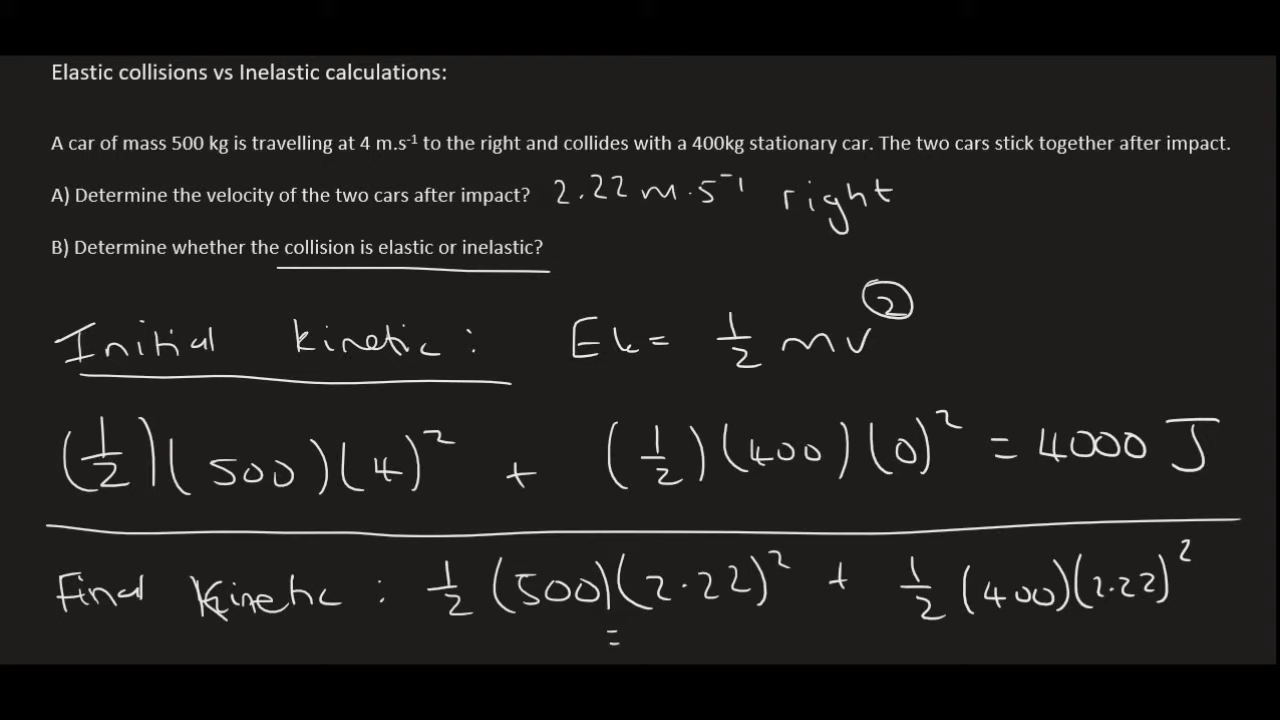 Elastic collisions vs Inelastic calculations:
A car of mass 500 kg is travelling at 4 m.s⁻¹ to the right and collides with a 400kg stationary car. The two cars stick together after impact.
A) Determine the velocity of the two cars after impact? 2.22 m.s⁻¹ right
B) Determine whether the collision is elastic or inelastic?
Initial kinetic: Ek = 1/2 mv²
(1/2)(500)(4)² + (1/2)(400)(0)² = 4000 J
Final Kinetic: 1/2 (500)(2.22)² + 1/2 (400)(2.22)²
=